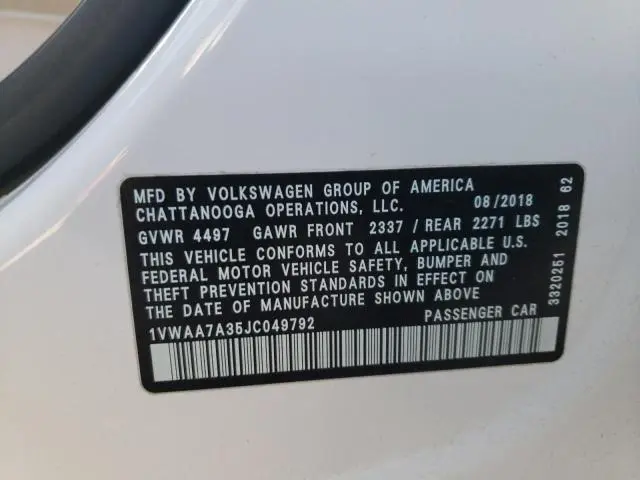 MFD BY VOLKSWAGEN GROUP OF AMERICA
CHATTANOOGA OPERATIONS, LLC. 08/2018
GVWR 4497 GAWR FRONT 2337 / REAR 2271 LBS
THIS VEHICLE CONFORMS TO ALL APPLICABLE U.S.
FEDERAL MOTOR VEHICLE SAFETY, BUMPER AND
THEFT PREVENTION STANDARDS IN EFFECT ON
THE DATE OF MANUFACTURE SHOWN ABOVE
1VWAA7A35JC049792 PASSENGER CAR
3320251 2018 62